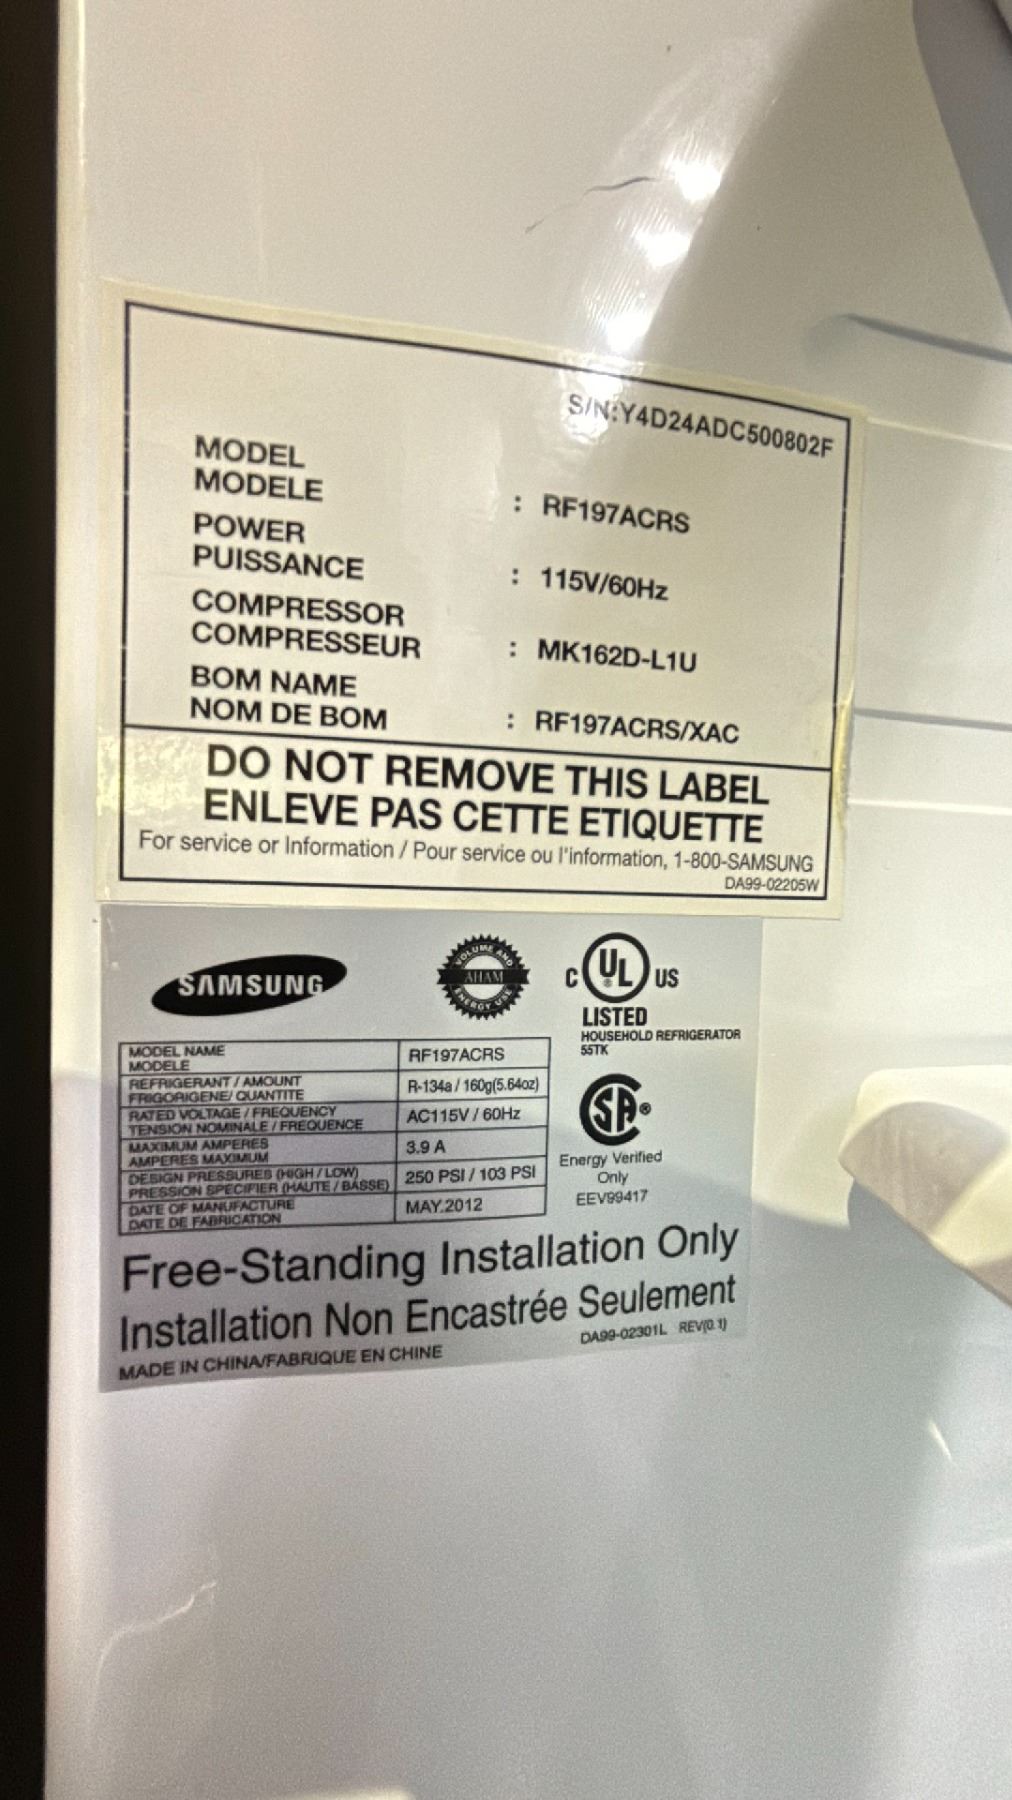 S/N:Y4D24ADC500802F
MODEL
MODELE : RF197ACRS
POWER
PUISSANCE : 115V/60Hz
COMPRESSOR
COMPRESSEUR : MK162D-L1U
BOM NAME
NOM DE BOM : RF197ACRS/XAC
DO NOT REMOVE THIS LABEL
ENLEVE PAS CETTE ETIQUETTE
For service or Information / Pour service ou l'information, 1-800-SAMSUNG
DA99-02205W
SAMSUNG
VOLUME AND
AHAM
ENERGY USE
C UL US
LISTED
HOUSEHOLD REFRIGERATOR
55TK
MODEL NAME
MODELE
RF197ACRS
REFRIGERANT / AMOUNT
FRIGORIGENE/ QUANTITE
R-134a / 160g(5.64oz)
RATED VOLTAGE / FREQUENCY
TENSION NOMINALE / FREQUENCE
AC115V / 60Hz
MAXIMUM AMPERES
AMPERES MAXIMUM
3.9 A
DESIGN PRESSURES (HIGH / LOW)
PRESSION SPECIFIER (HAUTE / BASSE)
250 PSI / 103 PSI
DATE OF MANUFACTURE
DATE DE FABRICATION
MAY.2012
SA ®
Energy Verified
Only
EEV99417
Free-Standing Installation Only
Installation Non Encastrée Seulement
DA99-02301L REV(0.1)
MADE IN CHINA/FABRIQUE EN CHINE